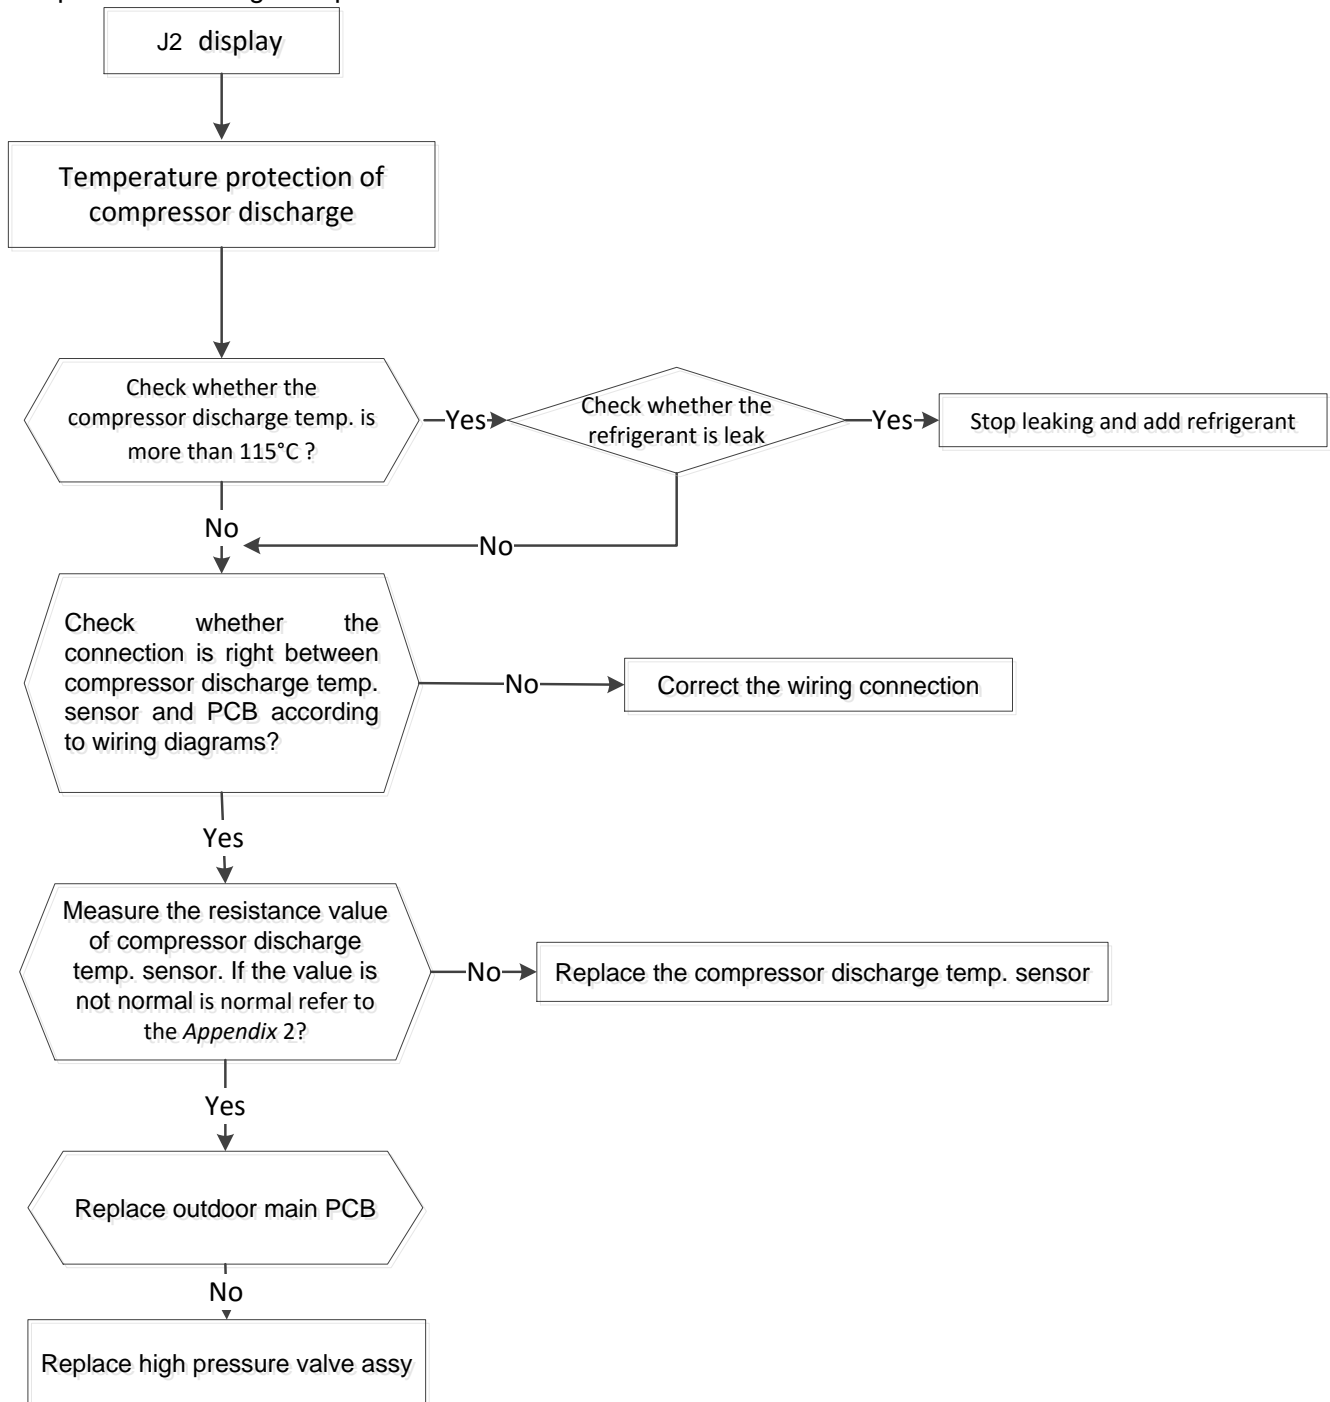 J2 display
Temperature protection of
compressor discharge
Check whether the
compressor discharge temp. is
more than 115°C ?
Yes
Check whether the
refrigerant is leak
Yes
Stop leaking and add refrigerant
No
No
Check whether the
connection is right between
compressor discharge temp.
sensor and PCB according
to wiring diagrams?
No
Correct the wiring connection
Yes
Measure the resistance value
of compressor discharge
temp. sensor. If the value is
not normal is normal refer to
the Appendix 2?
No
Replace the compressor discharge temp. sensor
Yes
Replace outdoor main PCB
No
Replace high pressure valve assy